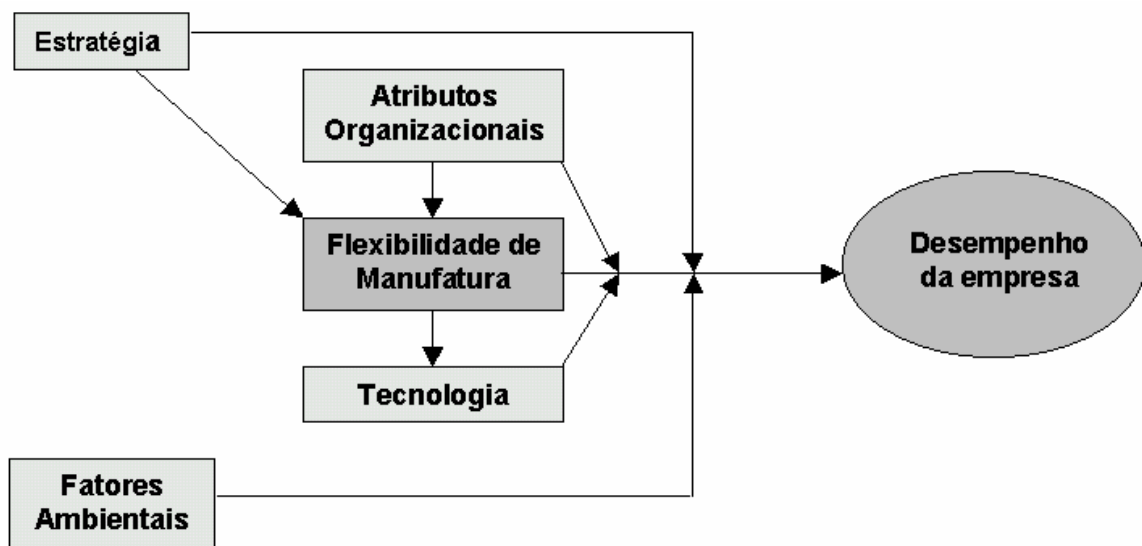 Estratégia
Atributos
Organizacionais
Flexibilidade de
Manufatura
Desempenho
da empresa
Tecnologia
Fatores
Ambientais